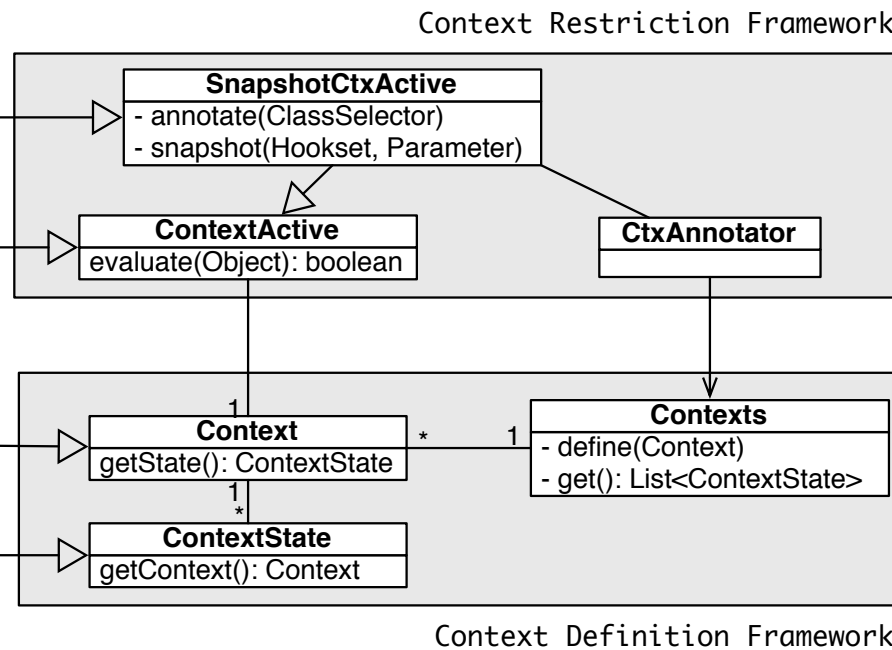 Context Restriction Framework
SnapshotCtxActive
- annotate(ClassSelector)
- snapshot(Hookset, Parameter)
ContextActive
evaluate(Object): boolean
CtxAnnotator
1
Context
getState(): ContextState
* 1
Contexts
- define(Context)
- get(): List<ContextState>
1
*
ContextState
getContext(): Context
Context Definition Framework